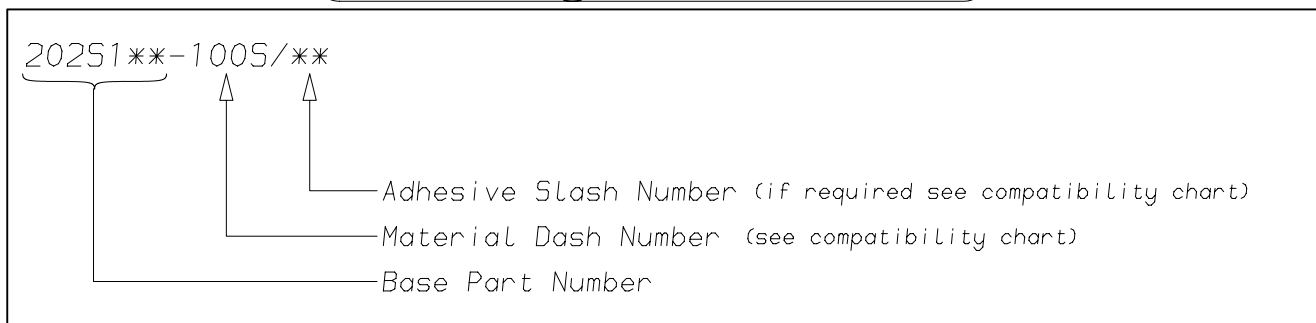 202S1**-100S/**
Adhesive Slash Number (if required see compatibility chart)
Material Dash Number (see compatibility chart)
Base Part Number